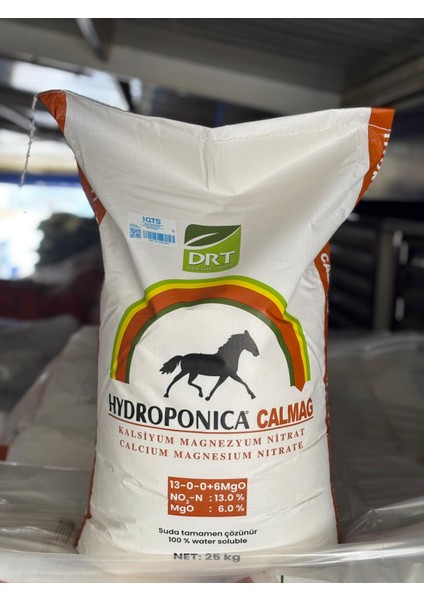 IGTS
DRT
HYDROPONICA® CALMAG
KALSİYUM MAGNEZYUM NİTRAT
CALCIUM MAGNESIUM NITRATE
13-0-0+6MgO
NO₃-N : 13.0 %
MgO : 6.0 %
Suda tamamen çözünür
100 % water soluble
NET: 25 kg